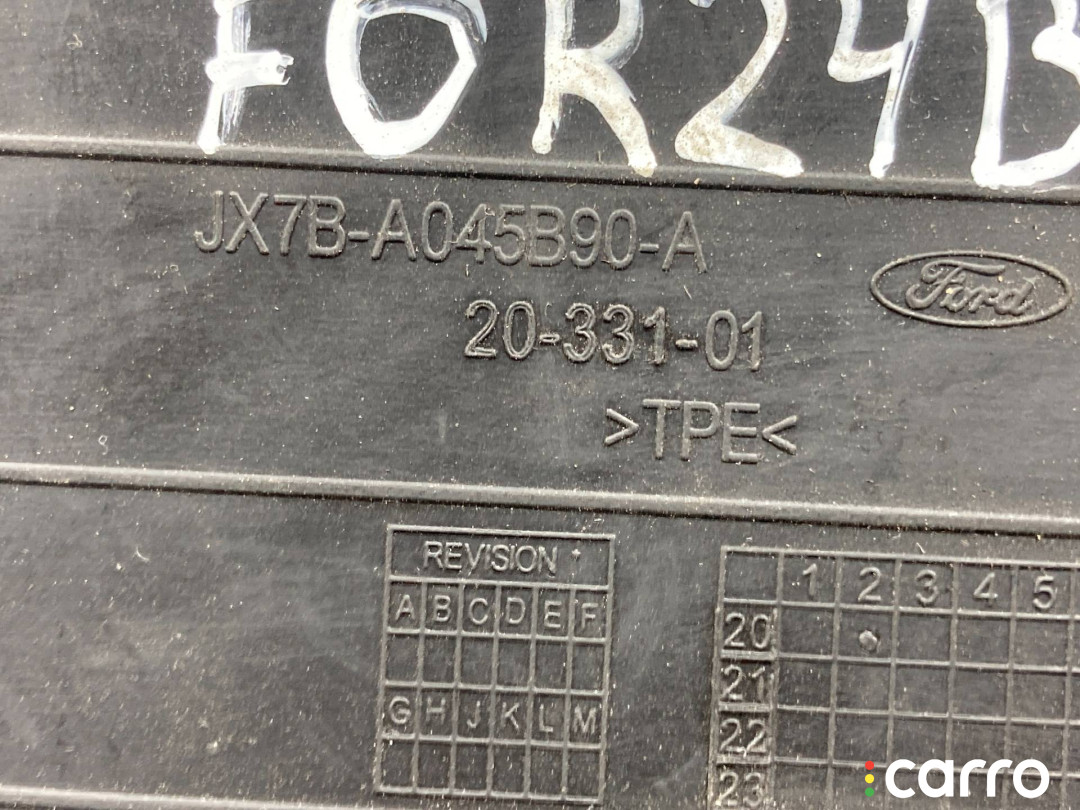 FOR24B
JX7B-A045B90-A
Ford
20-331-01
>TPE<
REVISION
A B C D E F
G H J K L M
1 2 3 4 5
20
21
22
23
carro